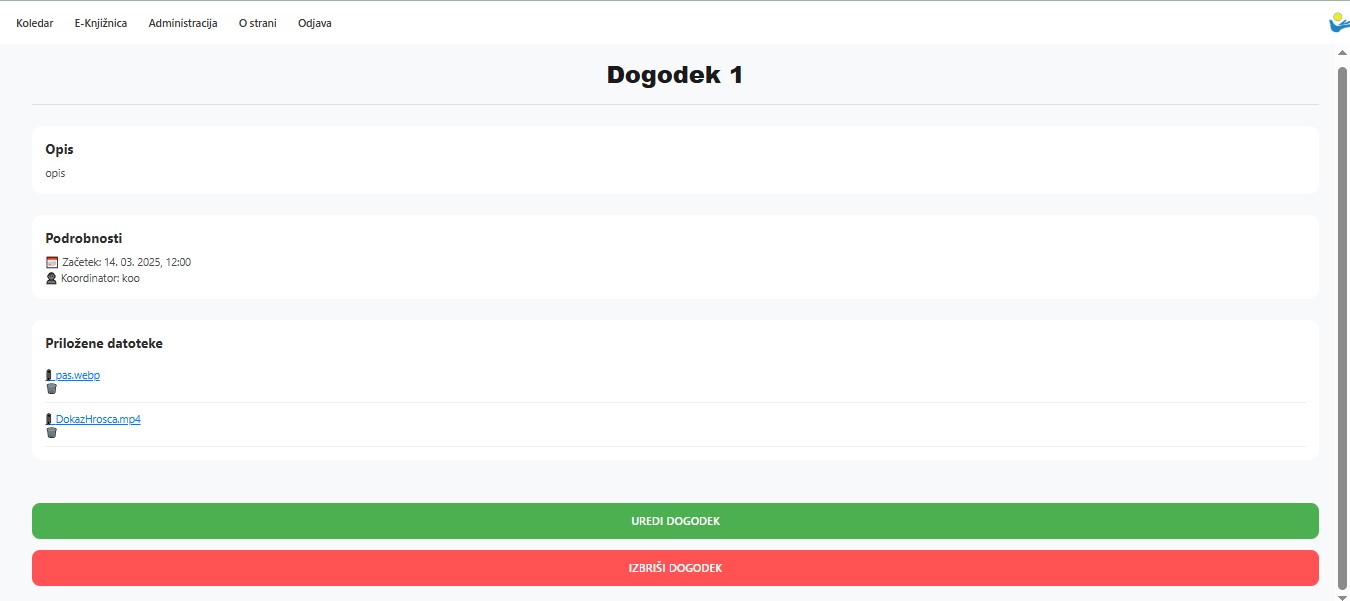 Koledar E-Knjižnica Administracija O strani Odjava
Dogodek 1
Opis
opis
Podrobnosti
Začetek: 14. 03. 2025, 12:00
Koordinator: koo
Priložene datoteke
pas.webp
DokazHrosca.mp4
UREDI DOGODEK
IZBRIŠI DOGODEK